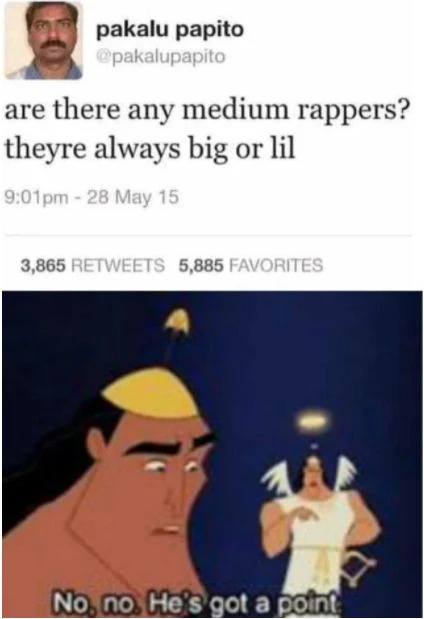 pakalu papito
@pakalupapito
are there any medium rappers?
theyre always big or lil
9:01pm - 28 May 15
3,865 RETWEETS 5,885 FAVORITES
No, no. He's got a point.